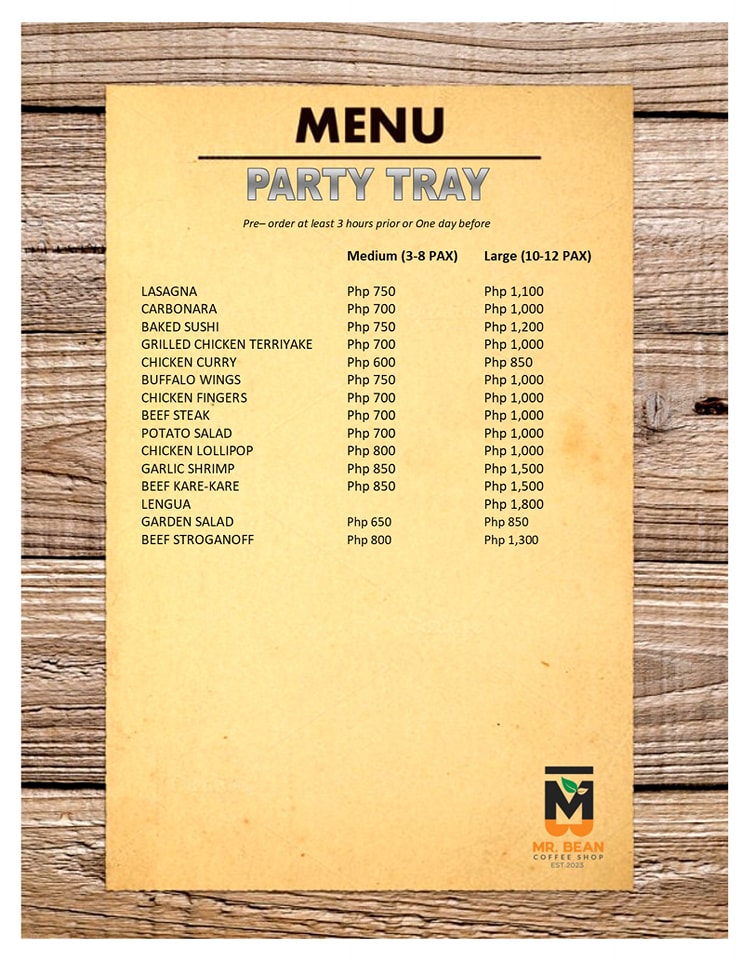 MENU
PARTY TRAY
Pre– order at least 3 hours prior or One day before
Medium (3-8 PAX) Large (10-12 PAX)
LASAGNA Php 750 Php 1,100
CARBONARA Php 700 Php 1,000
BAKED SUSHI Php 750 Php 1,200
GRILLED CHICKEN TERRIYAKE Php 700 Php 1,000
CHICKEN CURRY Php 600 Php 850
BUFFALO WINGS Php 750 Php 1,000
CHICKEN FINGERS Php 700 Php 1,000
BEEF STEAK Php 700 Php 1,000
POTATO SALAD Php 700 Php 1,000
CHICKEN LOLLIPOP Php 800 Php 1,000
GARLIC SHRIMP Php 850 Php 1,500
BEEF KARE-KARE Php 850 Php 1,500
LENGUA Php 1,800
GARDEN SALAD Php 650 Php 850
BEEF STROGANOFF Php 800 Php 1,300
MR. BEAN
COFFEE SHOP
EST.2023